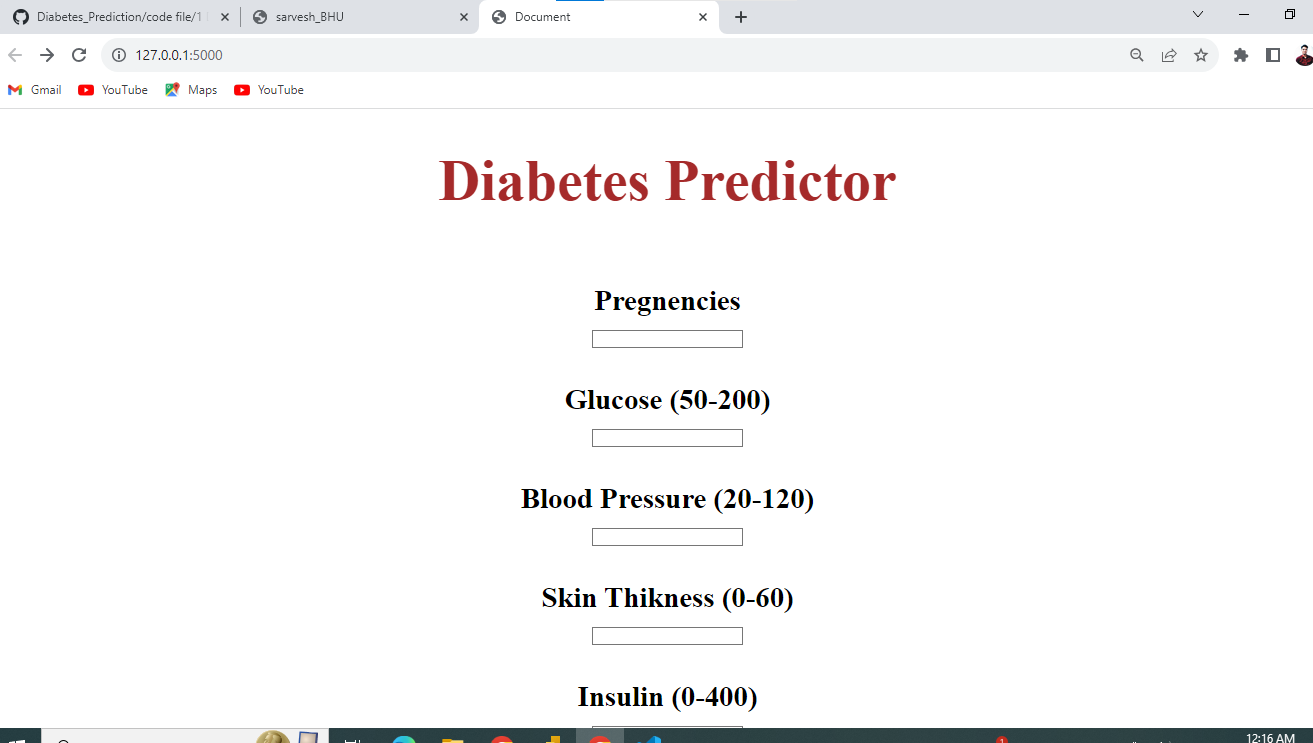 Diabetes_Prediction/code file/1
sarvesh_BHU
Document
127.0.0.1:5000
Gmail
YouTube
Maps
YouTube
Diabetes Predictor
Pregnencies
Glucose (50-200)
Blood Pressure (20-120)
Skin Thikness (0-60)
Insulin (0-400)
1
12:16 AM